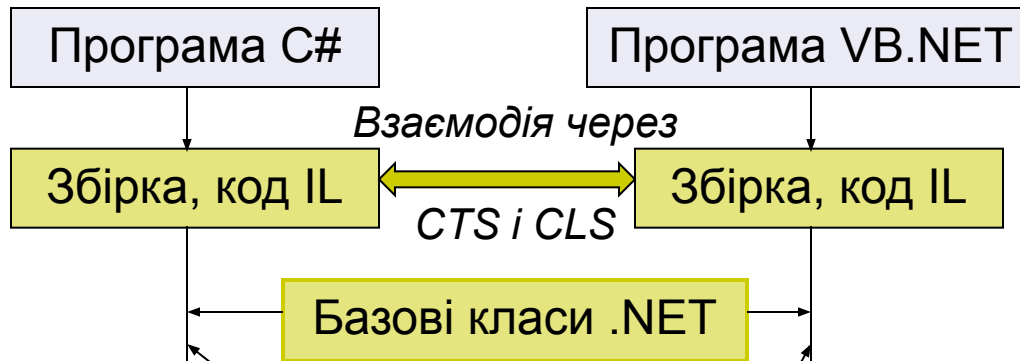 Програма C#
Програма VB.NET
Взаємодія через
Збірка, код IL
Збірка, код IL
CTS і CLS
Базові класи .NET